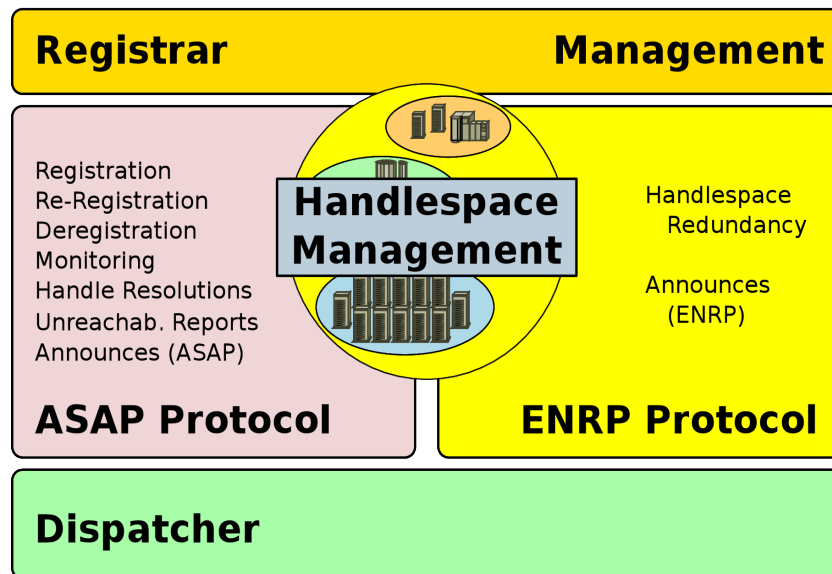 Registrar Management
Registration
Re-Registration
Deregistration
Monitoring
Handle Resolutions
Unreachab. Reports
Announces (ASAP)
ASAP Protocol
Handlespace
Management
Handlespace
Redundancy
Announces
(ENRP)
ENRP Protocol
Dispatcher